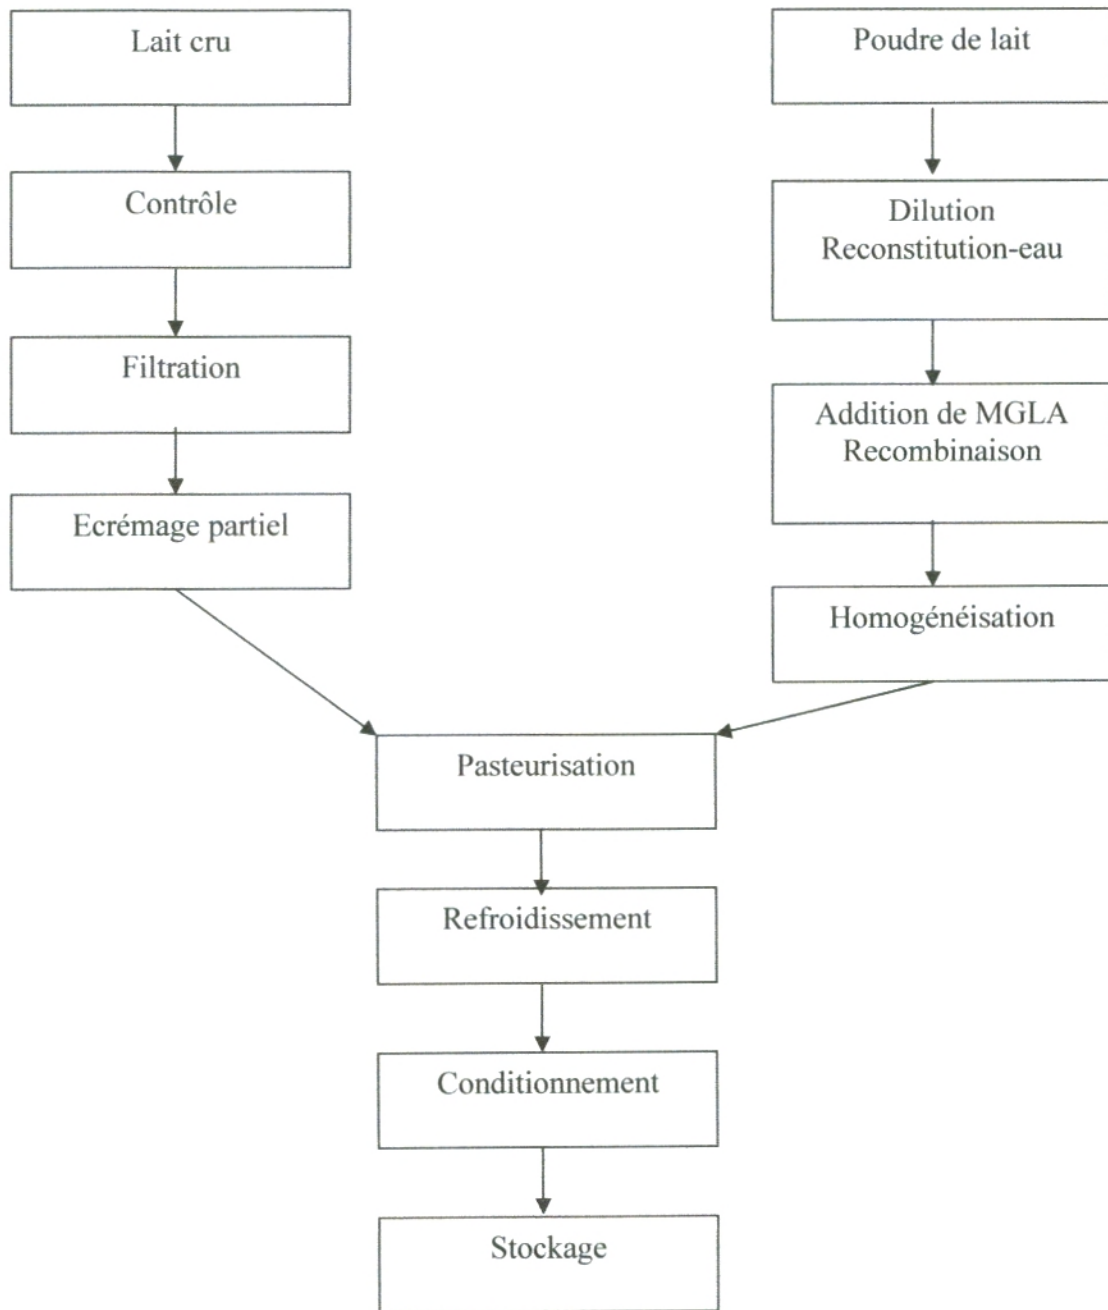 Lait cru
Contrôle
Filtration
Ecrémage partiel
Poudre de lait
Dilution
Reconstitution-eau
Addition de MGLA
Recombinaison
Homogénéisation
Pasteurisation
Refroidissement
Conditionnement
Stockage